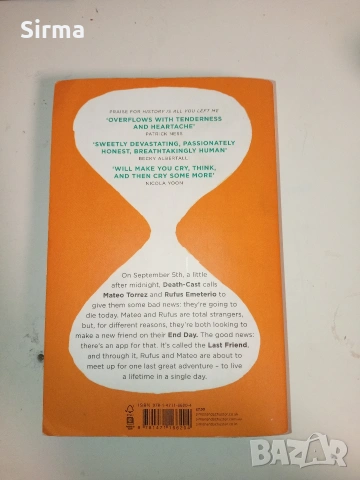 Sirma
PRAISE FOR HISTORY IS ALL YOU LEFT ME
'OVERFLOWS WITH TENDERNESS
AND HEARTACHE'
PATRICK NESS
'SWEETLY DEVASTATING, PASSIONATELY
HONEST, BREATHTAKINGLY HUMAN'
BECKY ALBERTALLI
'WILL MAKE YOU CRY, THINK,
AND THEN CRY SOME MORE'
NICOLA YOON
On September 5th, a little
after midnight, Death-Cast calls
Mateo Torrez and Rufus Emeterio to
give them some bad news: they're going to
die today. Mateo and Rufus are total strangers,
but, for different reasons, they're both looking
to make a new friend on their End Day. The good news:
there's an app for that. It's called the Last Friend,
and through it, Rufus and Mateo are about to
meet up for one last great adventure – to live
a lifetime in a single day.
BAZAR